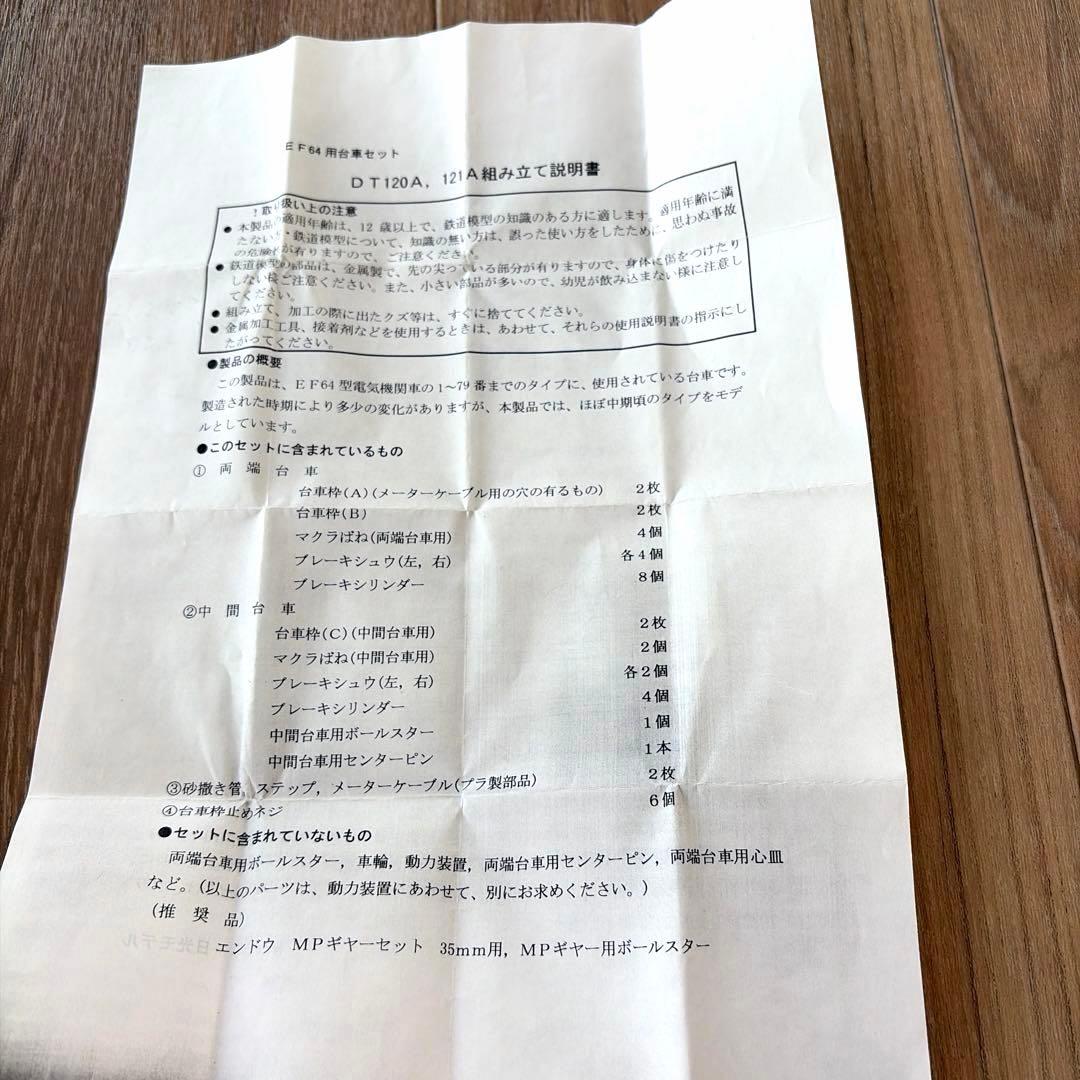 EF64用台車セット
DT120A，121A組み立て説明書
！取り扱い上の注意
●本製品の適用年齢は、12歳以上で、鉄道模型の知識のある方に適します。適用年齢に満
たない方・鉄道模型について、知識の無い方は、誤った使い方をしたために、思わぬ事故
の危険性が有りますので、ご注意ください。
●鉄道模型の部品は、金属製で、先の尖っている部分が有りますので、身体に傷をつけたり
しない様ご注意ください。また、小さい部品が多いので、幼児が飲み込まない様に注意し
てください。
●組み立て、加工の際に出たクズ等は、すぐに捨ててください。
●金属加工工具、接着剤などを使用するときは、あわせて、それらの使用説明書の指示にし
たがってください。
●製品の概要
この製品は、EF64型電気機関車の1～79番までのタイプに、使用されている台車です。
製造された時期により多少の変化がありますが、本製品では、ほぼ中期頃のタイプをモデ
ルとしています。
●このセットに含まれているもの
①両端台車
台車枠(A)(メーターケーブル用の穴の有るもの) 2枚
台車枠(B) 2枚
マクラばね(両端台車用) 4個
ブレーキシュウ(左，右) 各4個
ブレーキシリンダー 8個
②中間台車
台車枠(C)(中間台車用) 2枚
マクラばね(中間台車用) 2個
ブレーキシュウ(左，右) 各2個
ブレーキシリンダー 4個
中間台車用ボールスター 1個
中間台車用センターピン 1本
③砂撒き管，ステップ，メーターケーブル(プラ製部品) 2枚
④台車枠止めネジ 6個
●セットに含まれていないもの
両端台車用ボールスター，車輪，動力装置，両端台車用センターピン，両端台車用心皿
など。(以上のパーツは、動力装置にあわせて、別にお求めください。)
(推奨品)
エンドウ MPギヤーセット 35mm用，MPギヤー用ボールスター
日光モデル